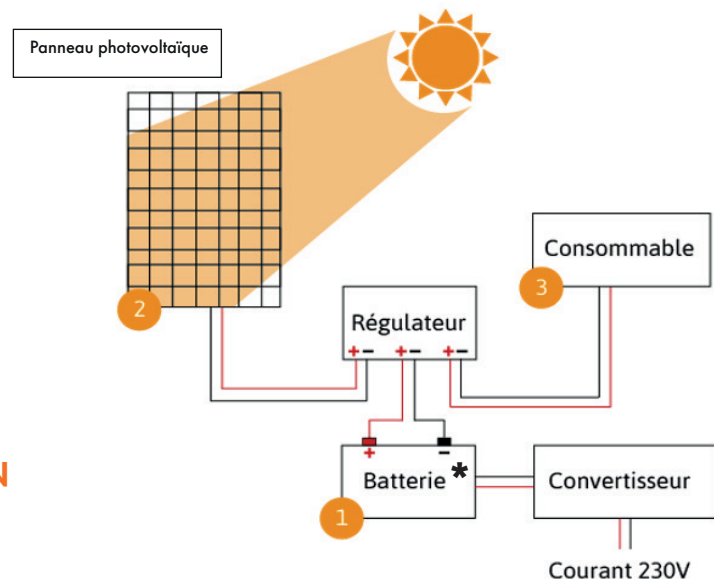 Panneau photovoltaïque
Consommable
3
2
Régulateur
+ - + - + -
+ -
Batterie *
Convertisseur
N
1
Courant 230V